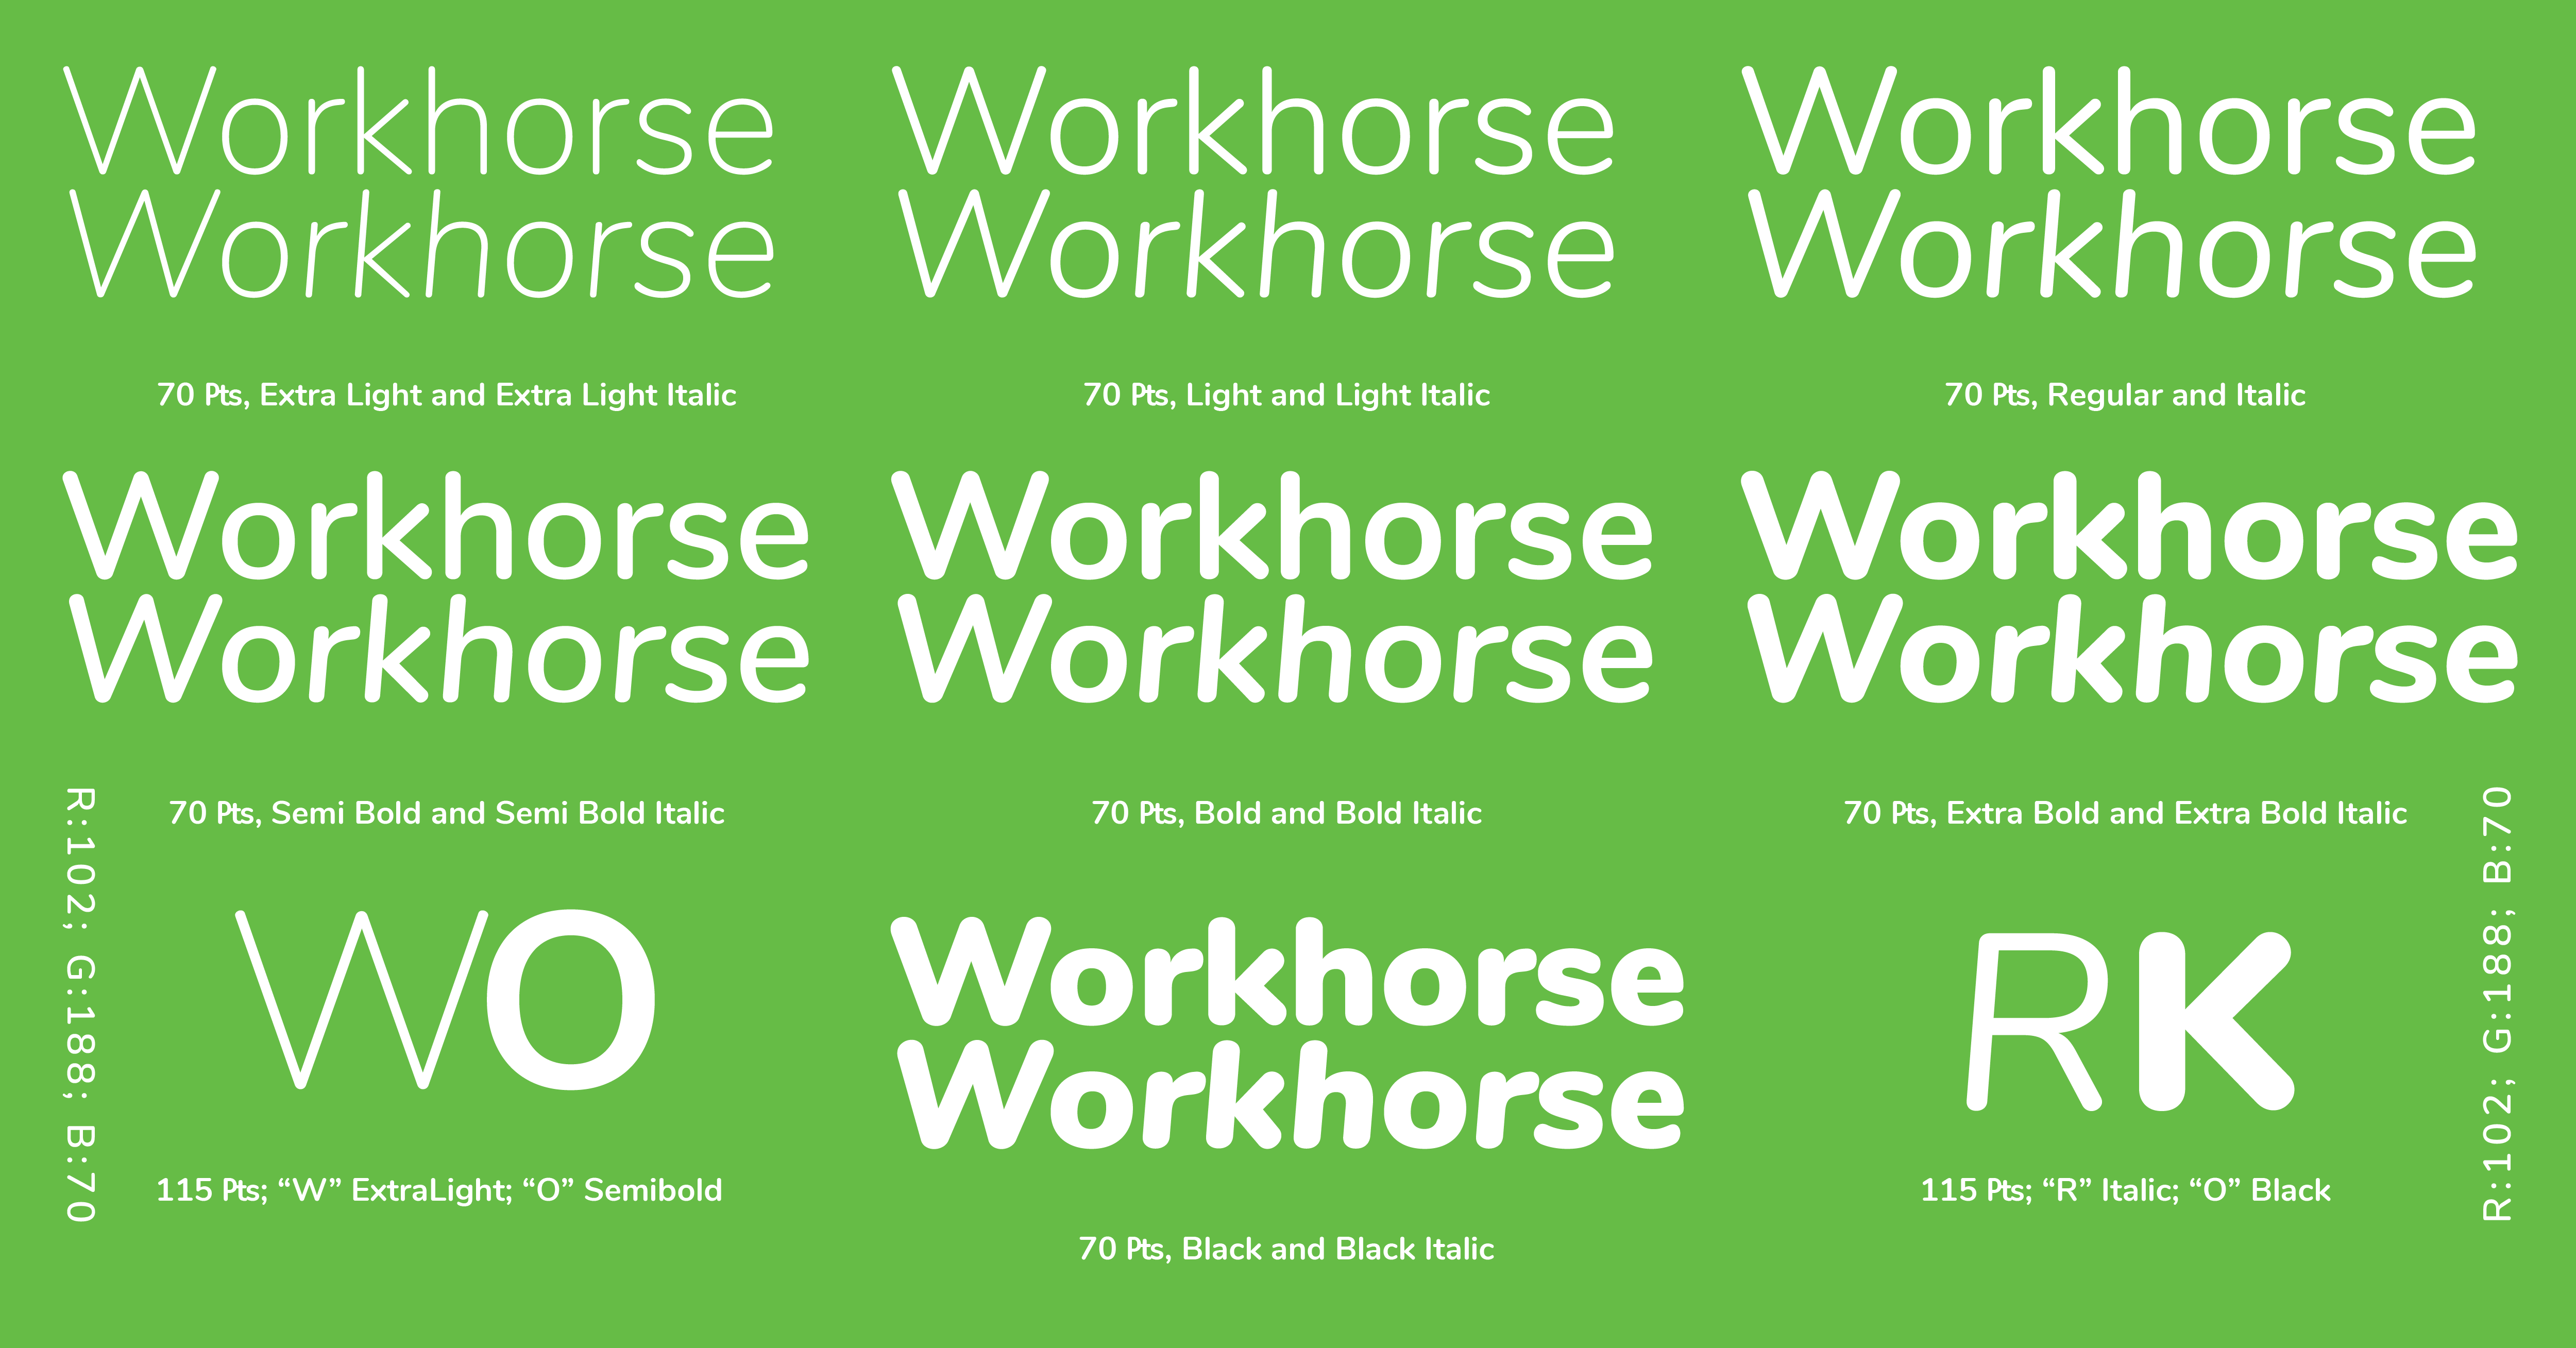 Workhorse
Workhorse
70 Pts, Extra Light and Extra Light Italic
Workhorse
Workhorse
70 Pts, Light and Light Italic
Workhorse
Workhorse
70 Pts, Regular and Italic
Workhorse
Workhorse
70 Pts, Semi Bold and Semi Bold Italic
Workhorse
Workhorse
70 Pts, Bold and Bold Italic
Workhorse
Workhorse
70 Pts, Extra Bold and Extra Bold Italic
R:102; G:188; B:70
WO
115 Pts; “W” ExtraLight; “O” Semibold
Workhorse
Workhorse
70 Pts, Black and Black Italic
RK
115 Pts; “R” Italic; “O” Black
R:102; G:188; B:70